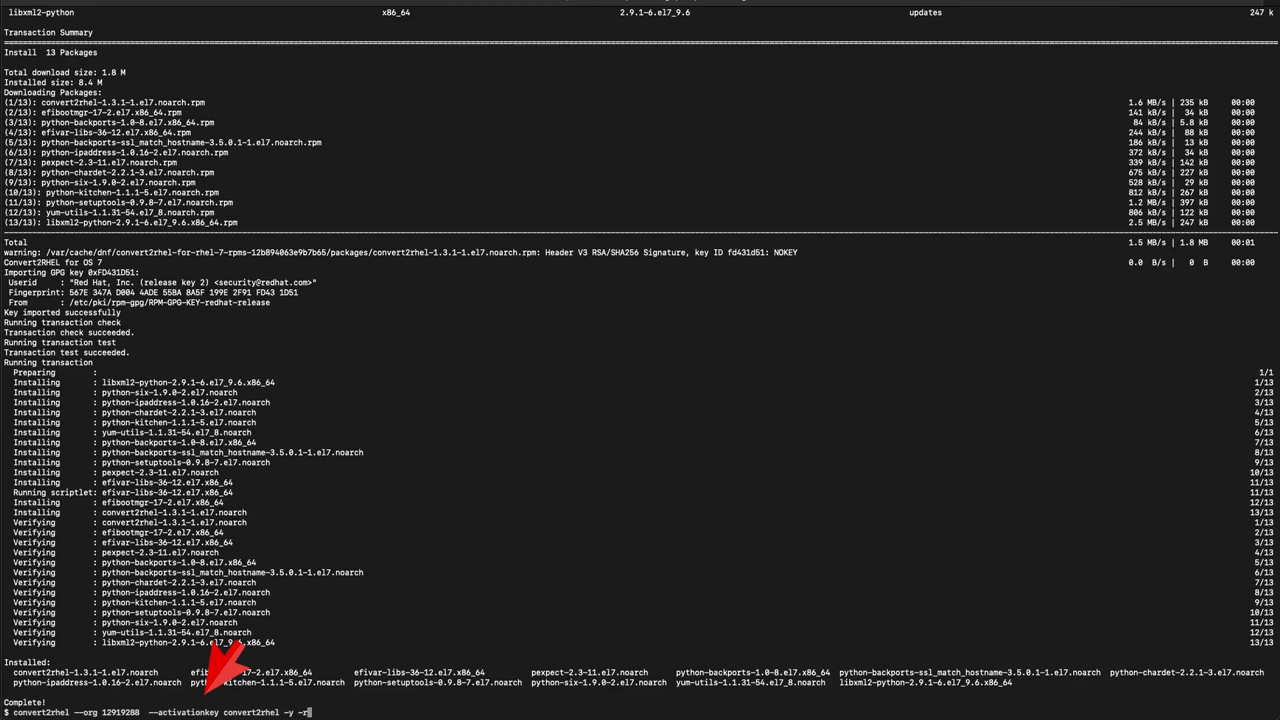 libxml2-python x86_64 2.9.1-6.el7_9.6 updates 247 k
Transaction Summary
Install 13 Packages
Total download size: 1.8 M
Installed size: 8.4 M
Downloading Packages:
(1/13): convert2rhel-1.3.1-1.el7.noarch.rpm 1.6 MB/s | 235 kB 00:00
(2/13): efibootmgr-17-2.el7.x86_64.rpm 141 kB/s | 34 kB 00:00
(3/13): python-backports-1.0-8.el7.x86_64.rpm 84 kB/s | 5.8 kB 00:00
(4/13): efivar-libs-36-12.el7.x86_64.rpm 244 kB/s | 88 kB 00:00
(5/13): python-backports-ssl_match_hostname-3.5.0.1-1.el7.noarch.rpm 186 kB/s | 13 kB 00:00
(6/13): python-ipaddress-1.0.16-2.el7.noarch.rpm 372 kB/s | 34 kB 00:00
(7/13): pexpect-2.3-11.el7.noarch.rpm 339 kB/s | 142 kB 00:00
(8/13): python-chardet-2.2.1-3.el7.noarch.rpm 675 kB/s | 227 kB 00:00
(9/13): python-six-1.9.0-2.el7.noarch.rpm 528 kB/s | 29 kB 00:00
(10/13): python-kitchen-1.1.1-5.el7.noarch.rpm 812 kB/s | 267 kB 00:00
(11/13): python-setuptools-0.9.8-7.el7.noarch.rpm 1.2 MB/s | 397 kB 00:00
(12/13): yum-utils-1.1.31-54.el7_8.noarch.rpm 806 kB/s | 122 kB 00:00
(13/13): libxml2-python-2.9.1-6.el7_9.6.x86_64.rpm 2.5 MB/s | 247 kB 00:00
Total 1.5 MB/s | 1.8 MB 00:01
warning: /var/cache/dnf/convert2rhel-for-rhel-7-rpms-12b894063e9b7b65/packages/convert2rhel-1.3.1-1.el7.noarch.rpm: Header V3 RSA/SHA256 Signature, key ID fd431d51: NOKEY
Convert2RHEL for OS 7 0.0 B/s | 0 B 00:00
Importing GPG key 0xFD431D51:
Userid : "Red Hat, Inc. (release key 2) <security@redhat.com>"
Fingerprint: 567E 347A D004 4ADE 55BA 8A5F 199E 2F91 FD43 1D51
From : /etc/pki/rpm-gpg/RPM-GPG-KEY-redhat-release
Key imported successfully
Running transaction check
Transaction check succeeded.
Running transaction test
Transaction test succeeded.
Running transaction
Preparing : 1/1
Installing : libxml2-python-2.9.1-6.el7_9.6.x86_64 1/13
Installing : python-six-1.9.0-2.el7.noarch 2/13
Installing : python-ipaddress-1.0.16-2.el7.noarch 3/13
Installing : python-chardet-2.2.1-3.el7.noarch 4/13
Installing : python-kitchen-1.1.1-5.el7.noarch 5/13
Installing : yum-utils-1.1.31-54.el7_8.noarch 6/13
Installing : python-backports-1.0-8.el7.x86_64 7/13
Installing : python-backports-ssl_match_hostname-3.5.0.1-1.el7.noarch 8/13
Installing : python-setuptools-0.9.8-7.el7.noarch 9/13
Installing : pexpect-2.3-11.el7.noarch 10/13
Installing : efivar-libs-36-12.el7.x86_64 11/13
Running scriptlet: efivar-libs-36-12.el7.x86_64 11/13
Installing : efibootmgr-17-2.el7.x86_64 12/13
Installing : convert2rhel-1.3.1-1.el7.noarch 13/13
Verifying : convert2rhel-1.3.1-1.el7.noarch 1/13
Verifying : efibootmgr-17-2.el7.x86_64 2/13
Verifying : efivar-libs-36-12.el7.x86_64 3/13
Verifying : pexpect-2.3-11.el7.noarch 4/13
Verifying : python-backports-1.0-8.el7.x86_64 5/13
Verifying : python-backports-ssl_match_hostname-3.5.0.1-1.el7.noarch 6/13
Verifying : python-chardet-2.2.1-3.el7.noarch 7/13
Verifying : python-ipaddress-1.0.16-2.el7.noarch 8/13
Verifying : python-kitchen-1.1.1-5.el7.noarch 9/13
Verifying : python-setuptools-0.9.8-7.el7.noarch 10/13
Verifying : python-six-1.9.0-2.el7.noarch 11/13
Verifying : yum-utils-1.1.31-54.el7_8.noarch 12/13
Verifying : libxml2-python-2.9.1-6.el7_9.6.x86_64 13/13
Installed:
convert2rhel-1.3.1-1.el7.noarch efibootmgr-17-2.el7.x86_64 efivar-libs-36-12.el7.x86_64 pexpect-2.3-11.el7.noarch python-backports-1.0-8.el7.x86_64 python-backports-ssl_match_hostname-3.5.0.1-1.el7.noarch python-chardet-2.2.1-3.el7.noarch
python-ipaddress-1.0.16-2.el7.noarch python-kitchen-1.1.1-5.el7.noarch python-setuptools-0.9.8-7.el7.noarch python-six-1.9.0-2.el7.noarch yum-utils-1.1.31-54.el7_8.noarch libxml2-python-2.9.1-6.el7_9.6.x86_64
Complete!
$ convert2rhel --org 12919288 --activationkey convert2rhel -y -r